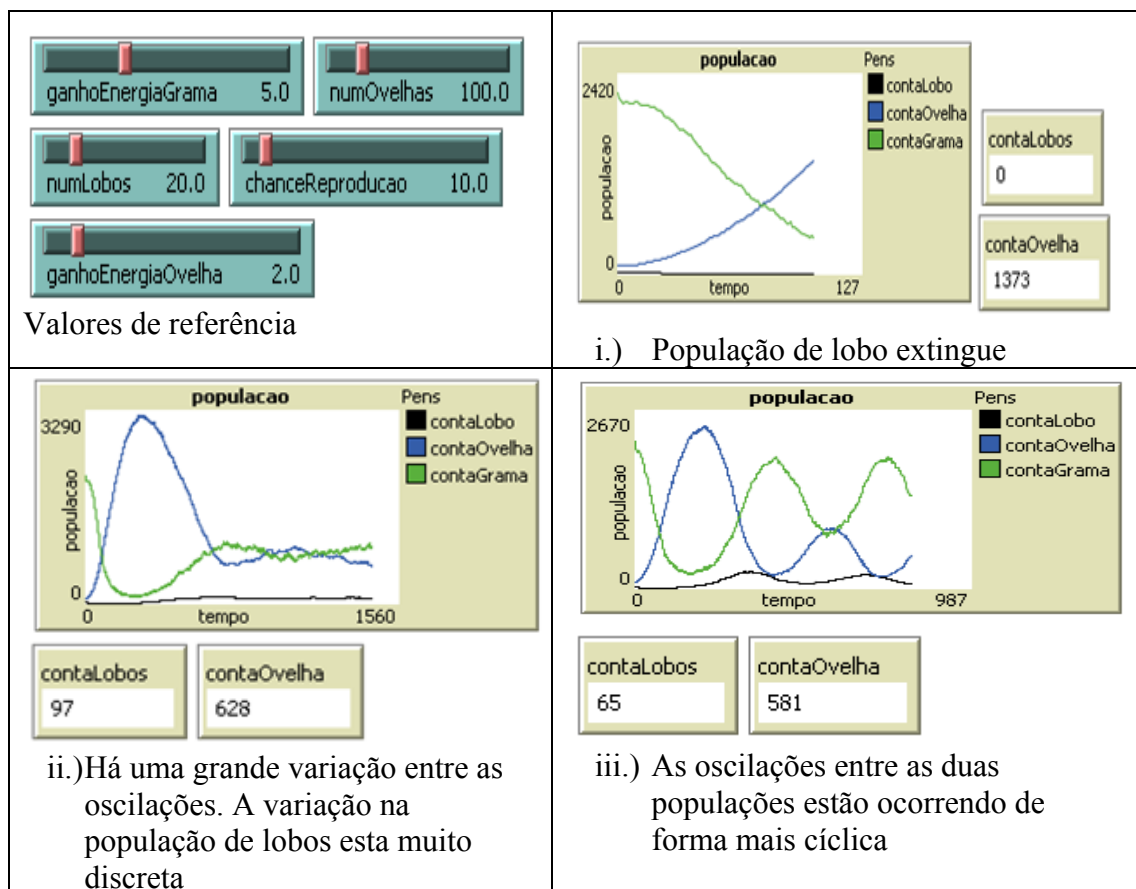 ganhoEnergiaGrama 5.0
numOvelhas 100.0
numLobos 20.0
chanceReproducao 10.0
ganhoEnergiaOvelha 2.0
Valores de referência
populacao
Pens
2420
contaLobo
contaOvelha
contaGrama
populacao
0
0
tempo
127
contaLobos
0
contaOvelha
1373
i.) População de lobo extingue
populacao
Pens
3290
contaLobo
contaOvelha
contaGrama
populacao
0
0
tempo
1560
contaLobos
97
contaOvelha
628
ii.)Há uma grande variação entre as
oscilações. A variação na
população de lobos esta muito
discreta
populacao
Pens
2670
contaLobo
contaOvelha
contaGrama
populacao
0
0
tempo
987
contaLobos
65
contaOvelha
581
iii.) As oscilações entre as duas
populações estão ocorrendo de
forma mais cíclica